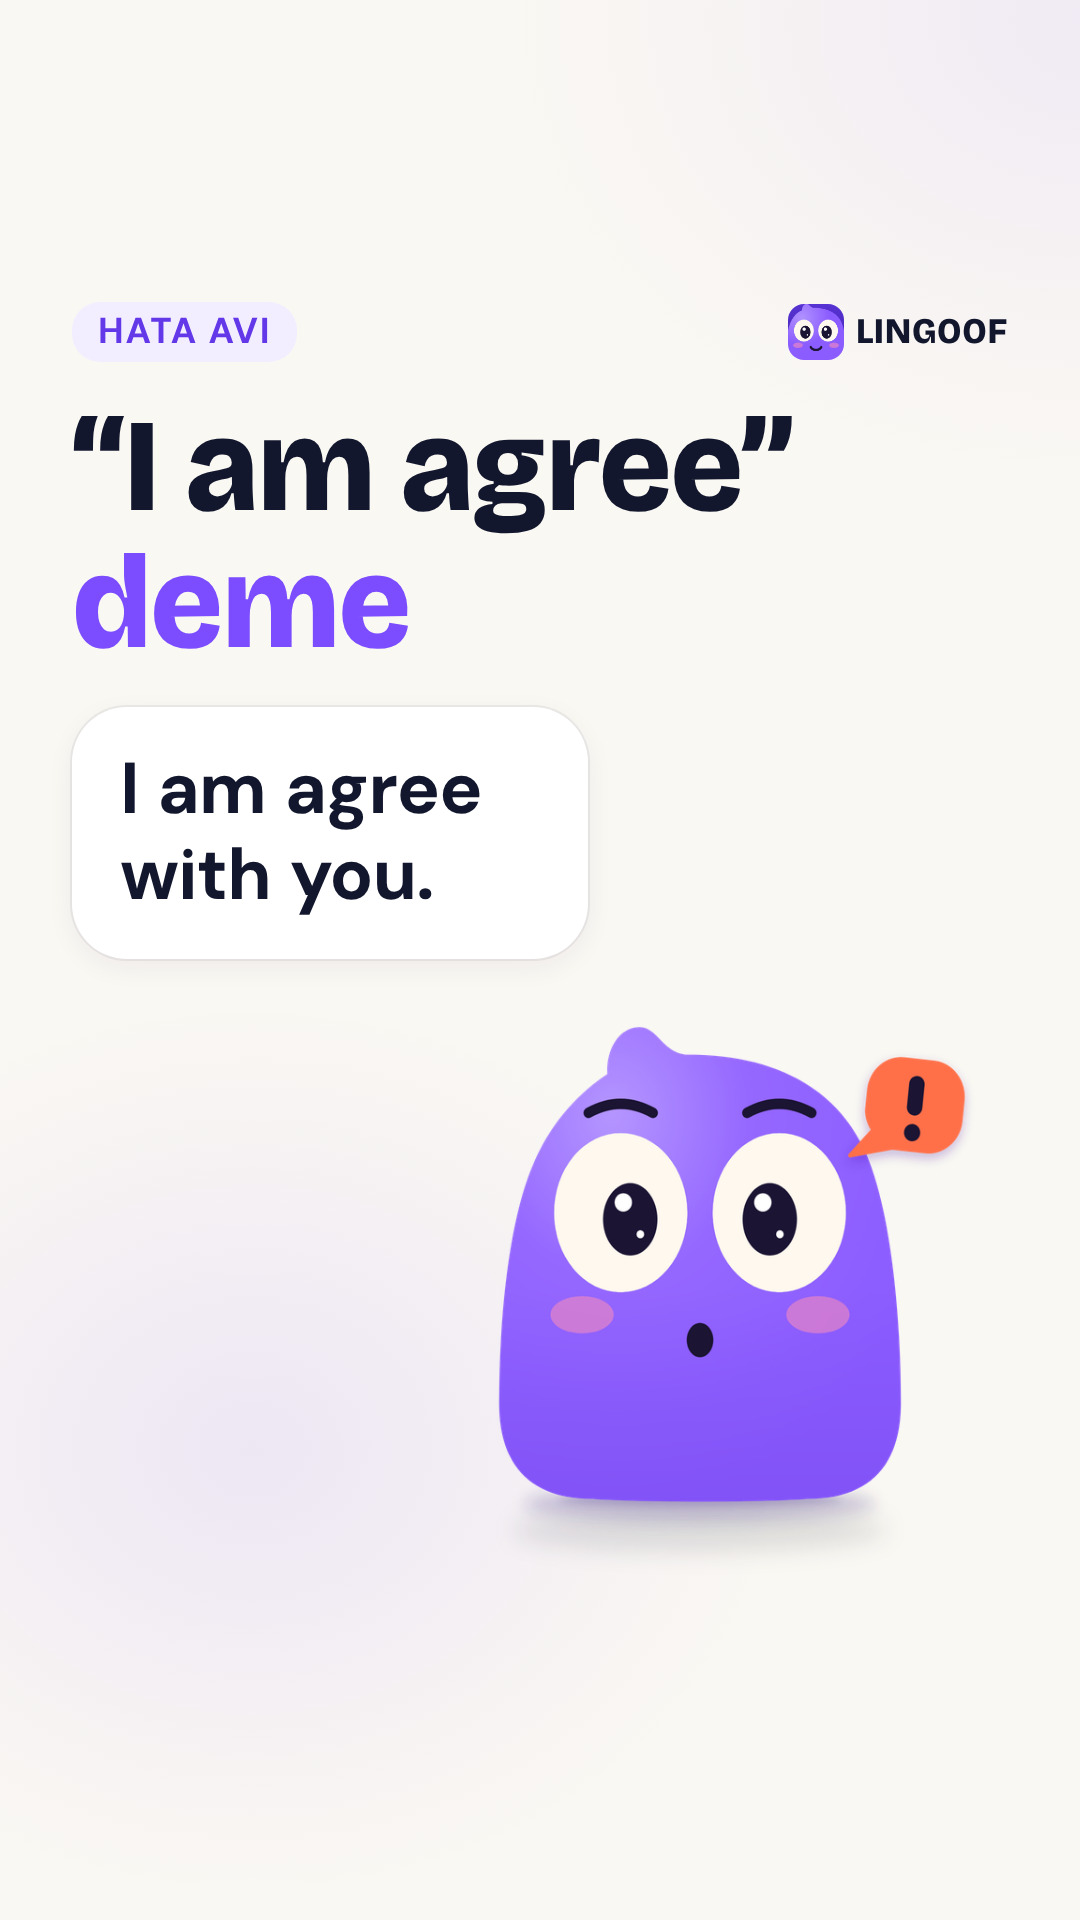 HATA AVI
LINGOOF
“I am agree”
deme
I am agree
with you.
!